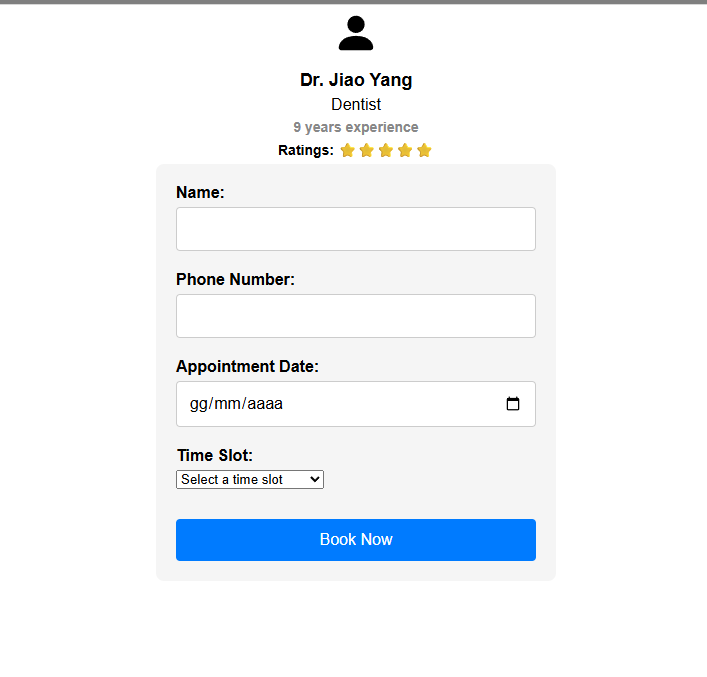 Dr. Jiao Yang
Dentist
9 years experience
Ratings:
Name:
Phone Number:
Appointment Date:
gg/mm/aaaa
Time Slot:
Select a time slot
Book Now